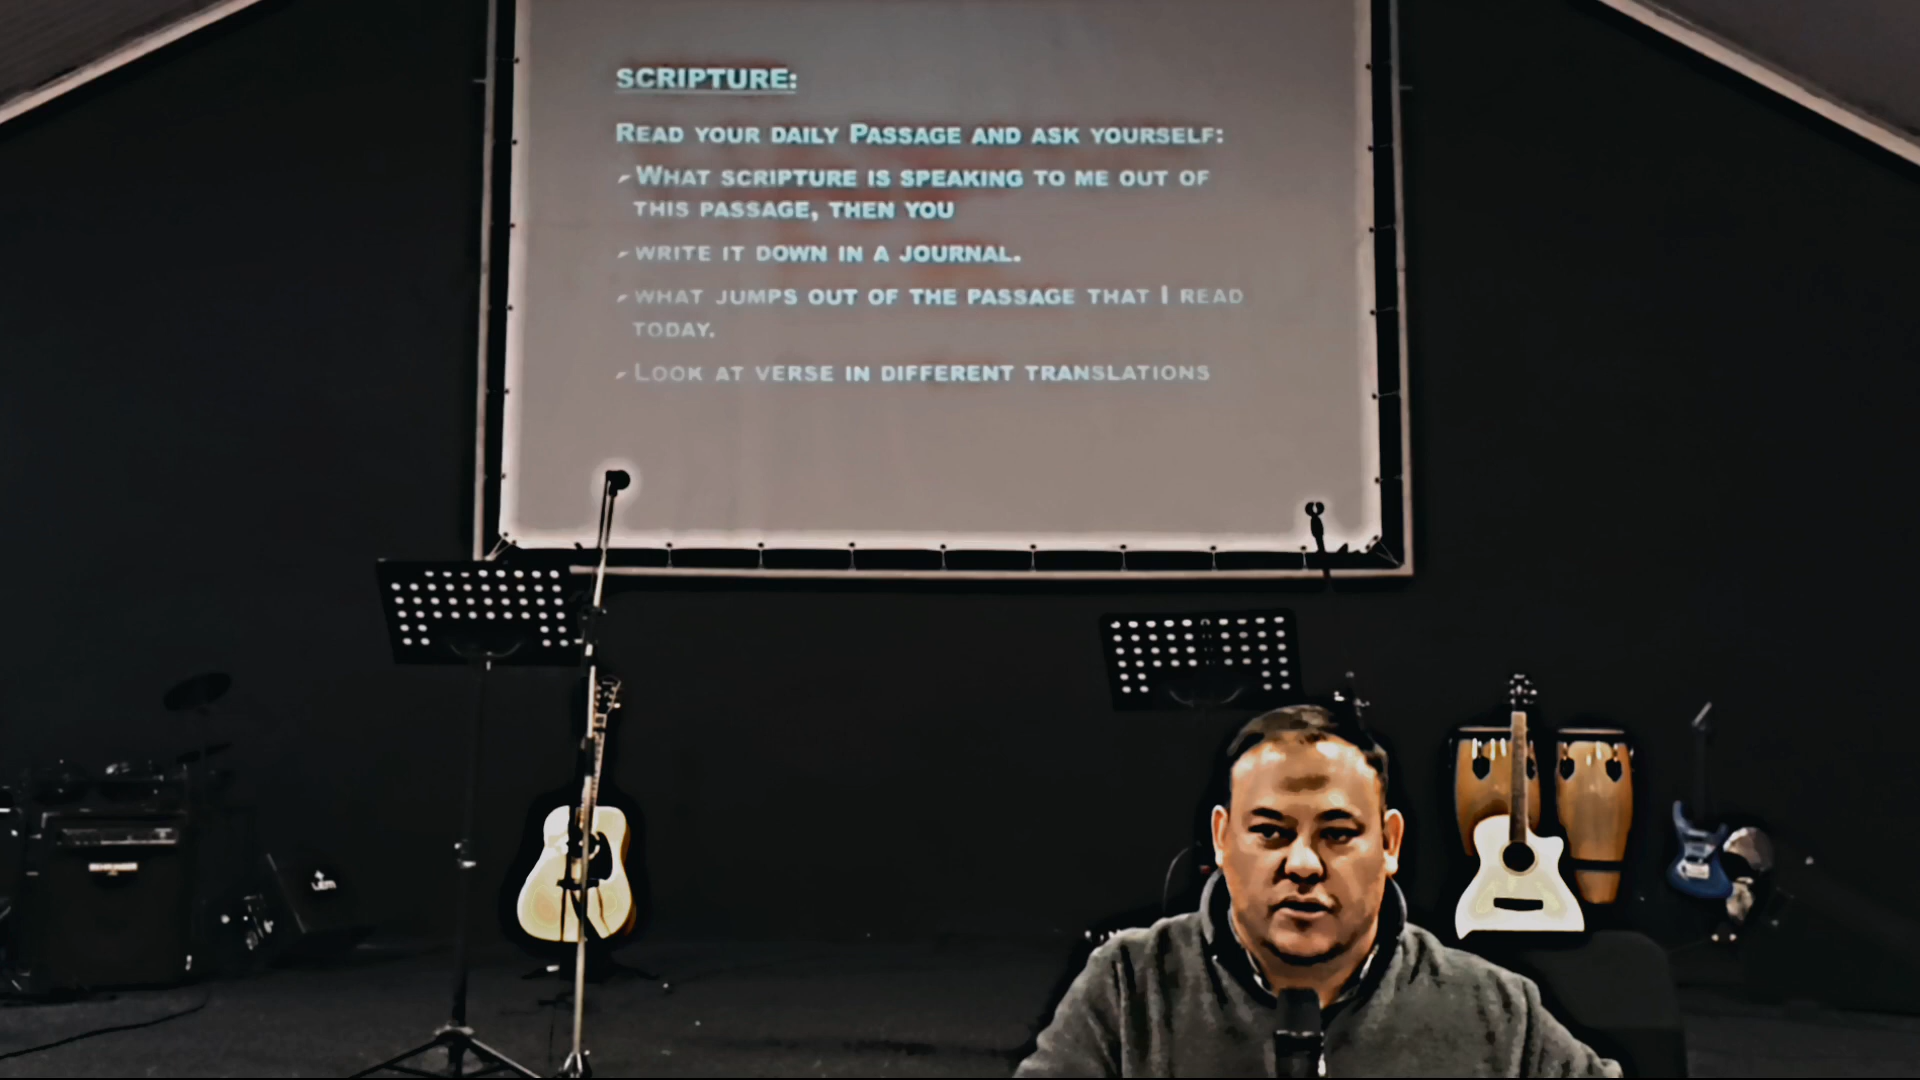 SCRIPTURE:
READ YOUR DAILY PASSAGE AND ASK YOURSELF:
WHAT SCRIPTURE IS SPEAKING TO ME OUT OF
THIS PASSAGE, THEN YOU
WRITE IT DOWN IN A JOURNAL.
WHAT JUMPS OUT OF THE PASSAGE THAT I READ
TODAY.
LOOK AT VERSE IN DIFFERENT TRANSLATIONS